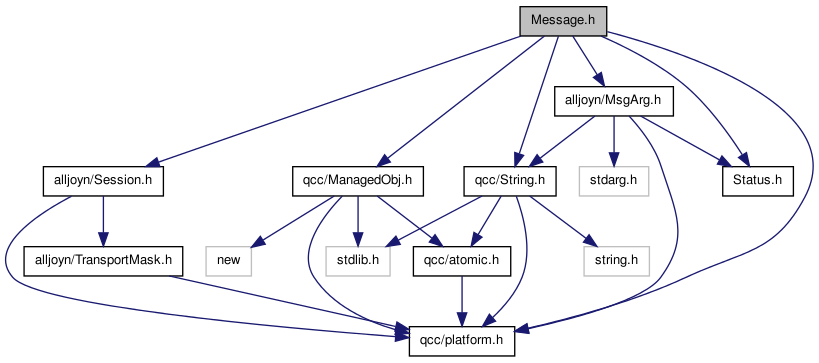 Message.h
alljoyn/MsgArg.h
alljoyn/Session.h
qcc/ManagedObj.h
qcc/String.h
stdarg.h
Status.h
alljoyn/TransportMask.h
new
stdlib.h
qcc/atomic.h
string.h
qcc/platform.h